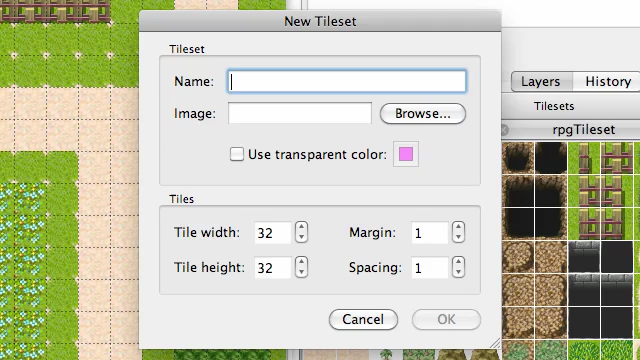 New Tileset
Tileset
Name:
Image: Browse...
Use transparent color:
Tiles
Tile width: 32 Margin: 1
Tile height: 32 Spacing: 1
Cancel OK
Layers History
Tilesets
rpgTileset